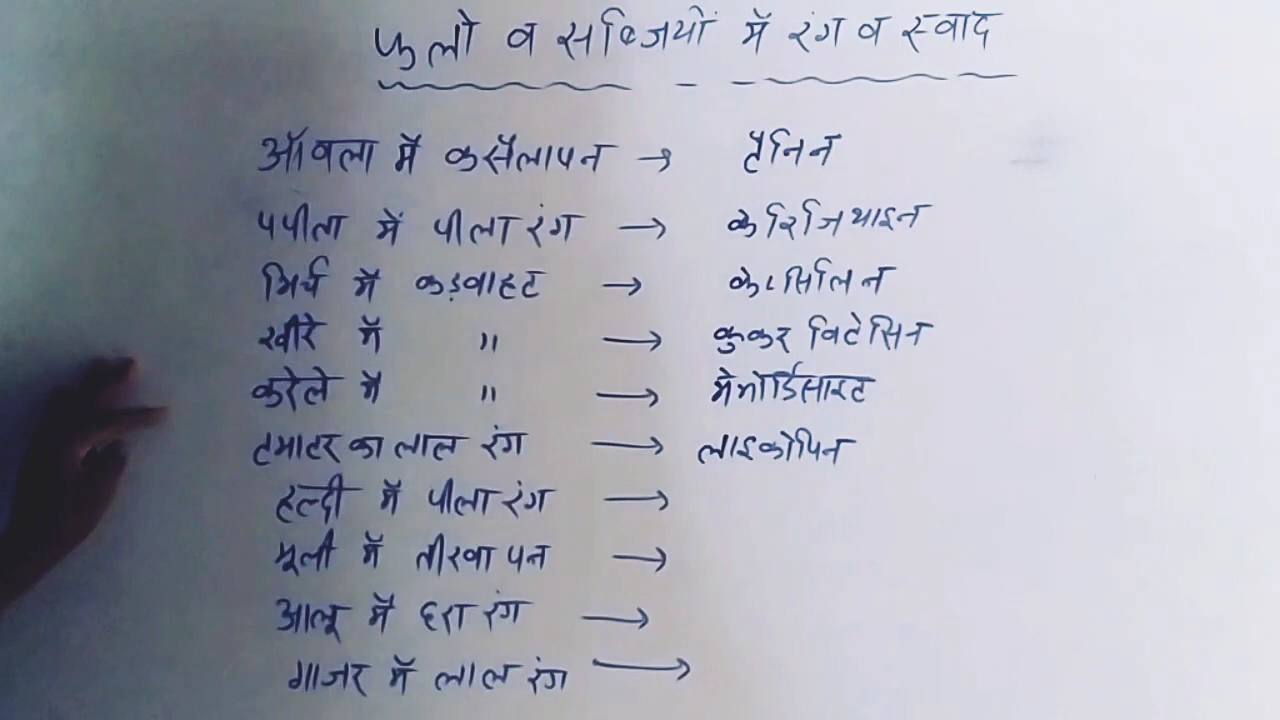 फलो व सब्जियों में रंग व स्वाद
आँवला में कसैलापन → टैनिन
पपीता में पीला रंग → केरिजिथाइन
मिर्च में कड़वाहट → केप्सिलिन
खीरे में " → कुकर विटेसिन
करेले में " → मेमोर्डिसाइट
टमाटर का लाल रंग → लाइकोपिन
हल्दी में पीला रंग →
मूली में तीखा पन →
आलू में हरा रंग →
गाजर में लाल रंग →